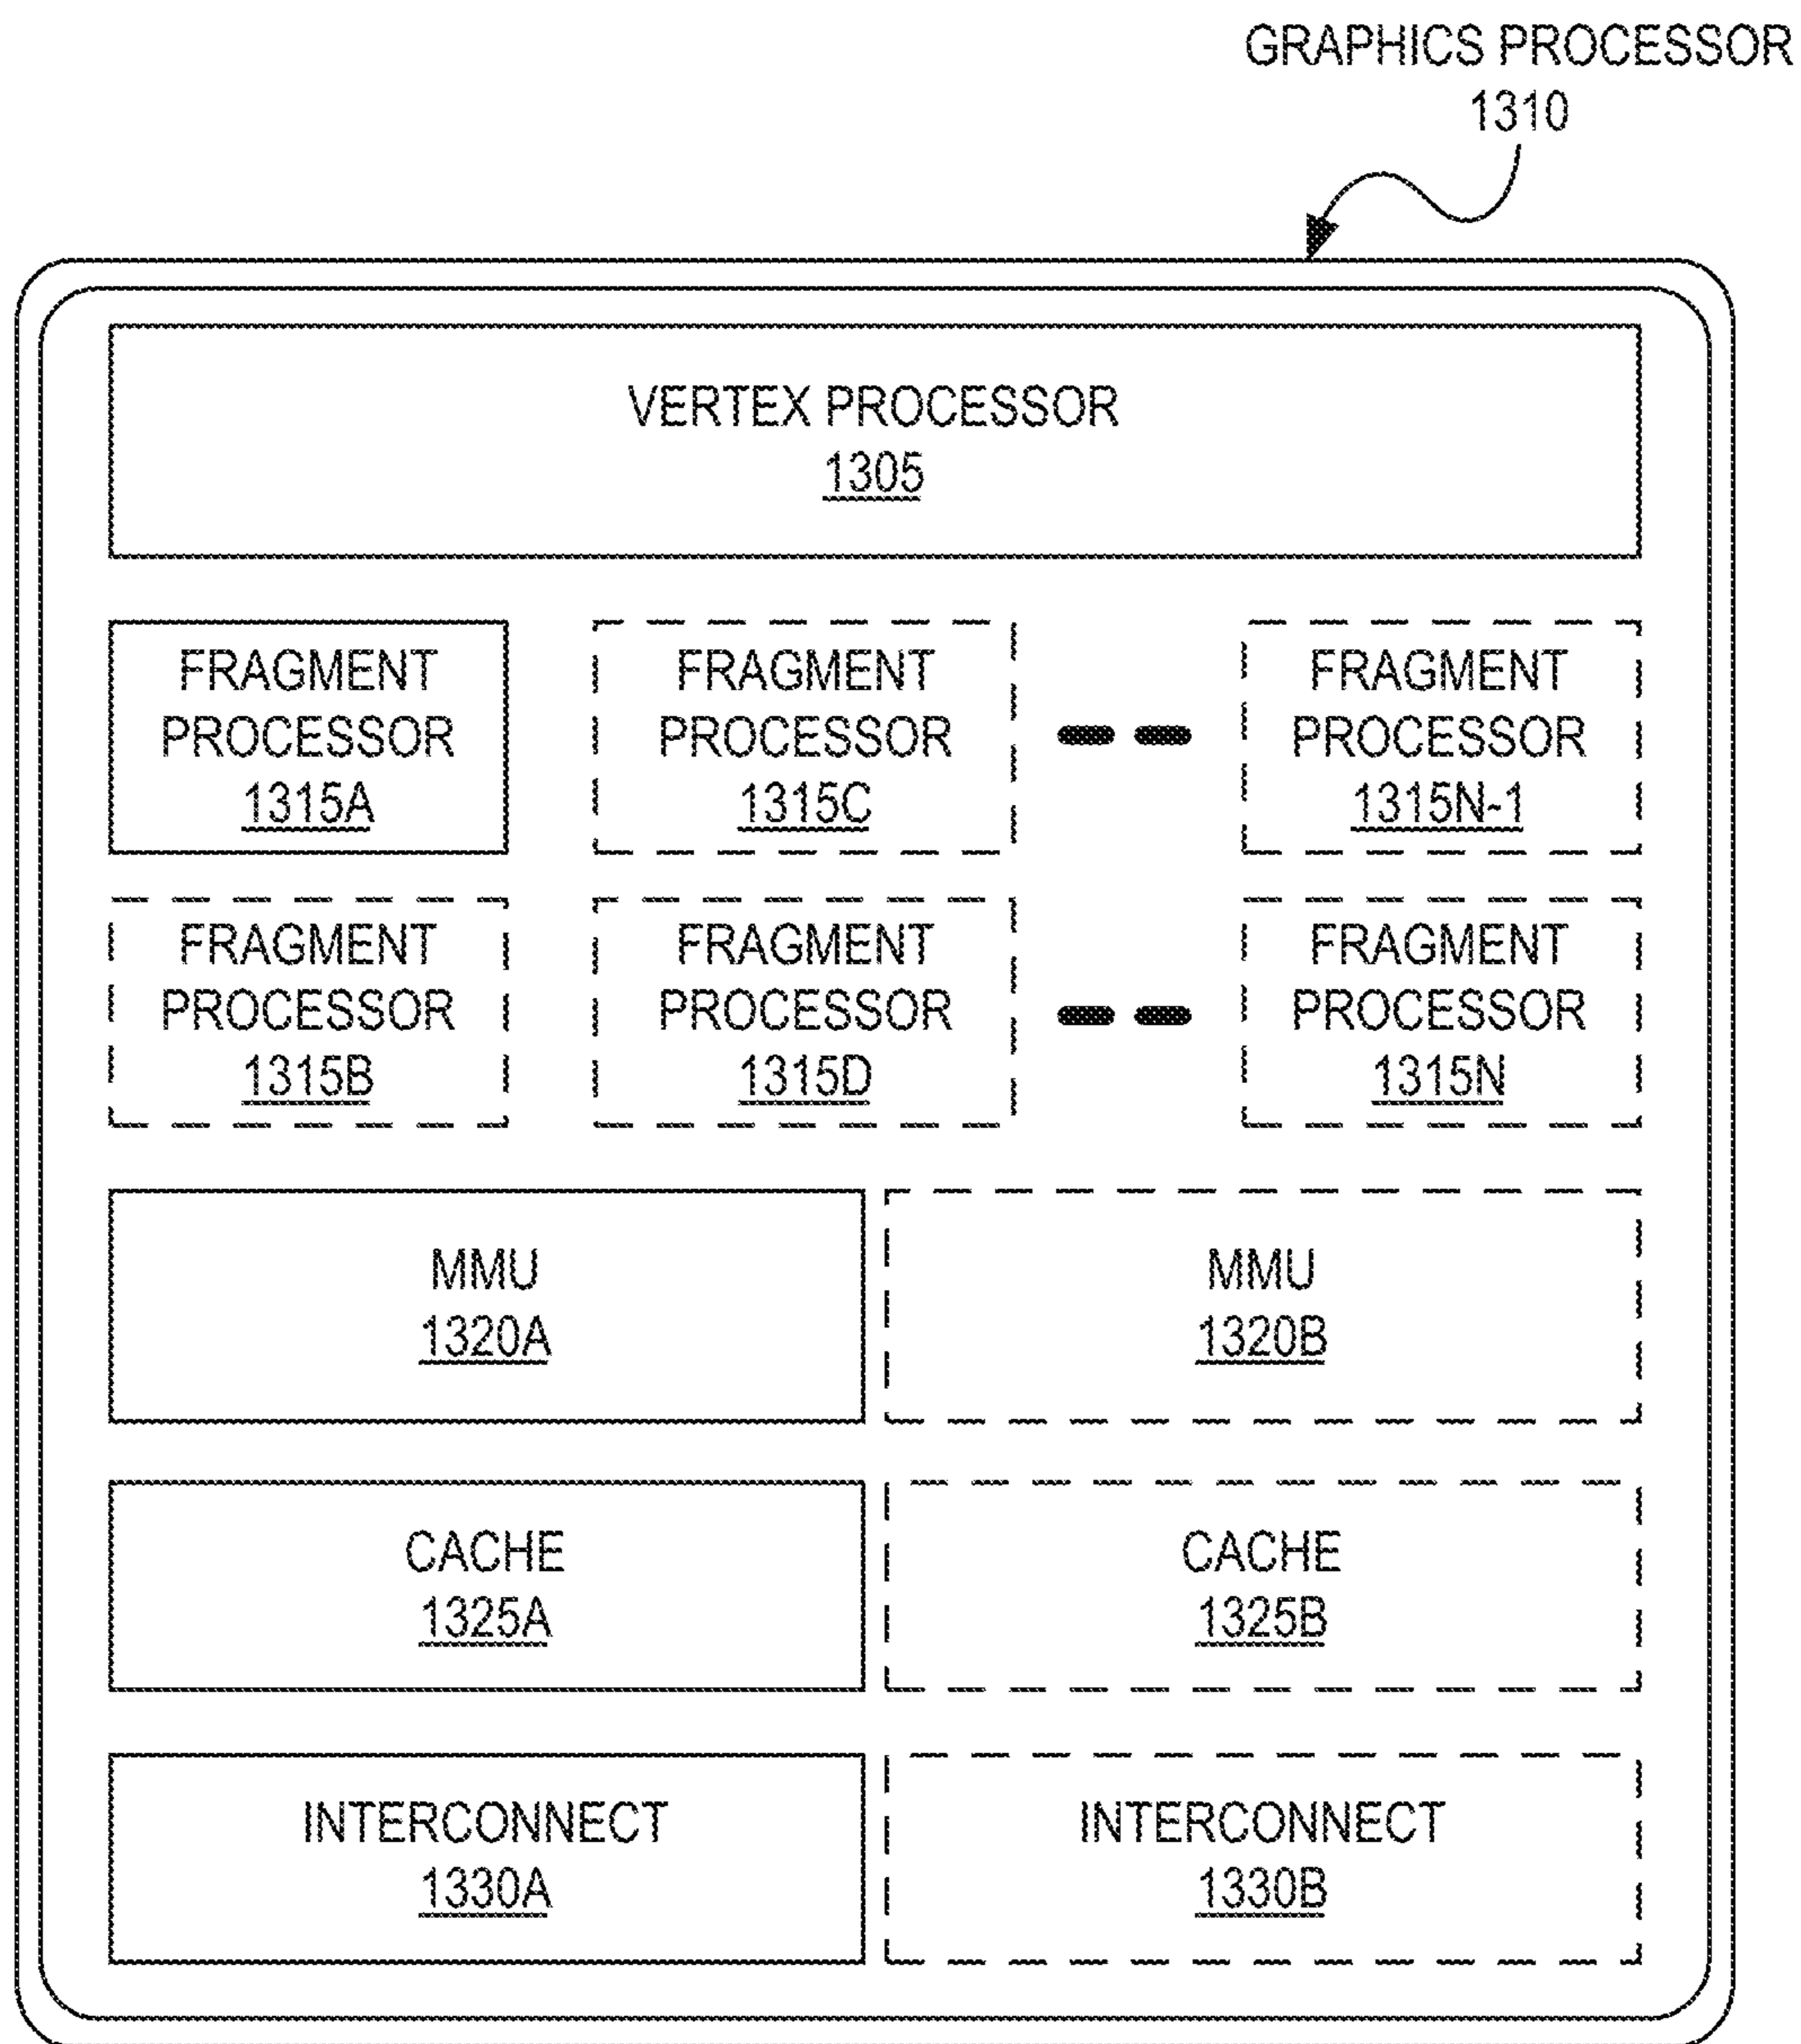 GRAPHICS PROCESSOR
1310
VERTEX PROCESSOR
1305
FRAGMENT
PROCESSOR
1315A
FRAGMENT
PROCESSOR
1315C
FRAGMENT
PROCESSOR
1315N-1
FRAGMENT
PROCESSOR
1315B
FRAGMENT
PROCESSOR
1315D
FRAGMENT
PROCESSOR
1315N
MMU
1320A
MMU
1320B
CACHE
1325A
CACHE
1325B
INTERCONNECT
1330A
INTERCONNECT
1330B